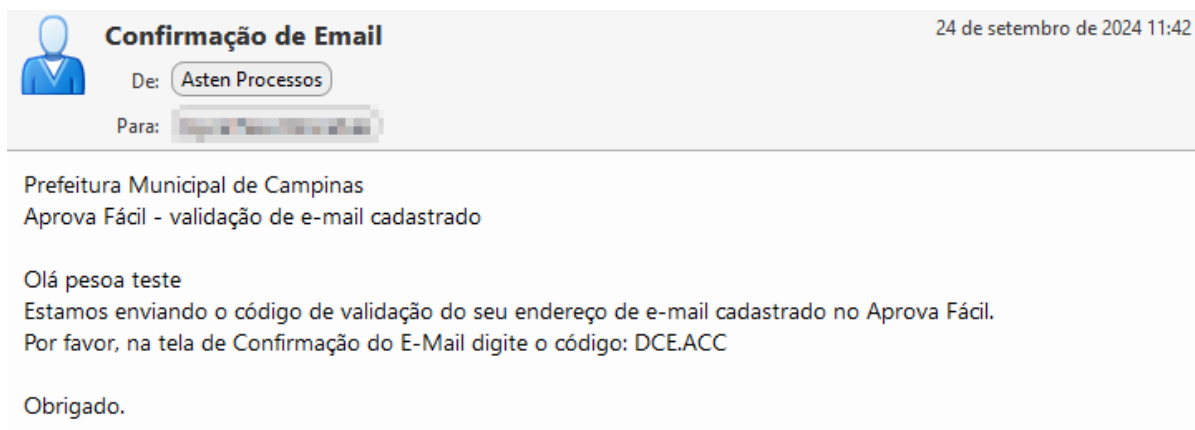 Confirmação de Email
24 de setembro de 2024 11:42
De: Asten Processos
Para:
Prefeitura Municipal de Campinas
Aprova Fácil - validação de e-mail cadastrado
Olá pesoa teste
Estamos enviando o código de validação do seu endereço de e-mail cadastrado no Aprova Fácil.
Por favor, na tela de Confirmação do E-Mail digite o código: DCE.ACC
Obrigado.